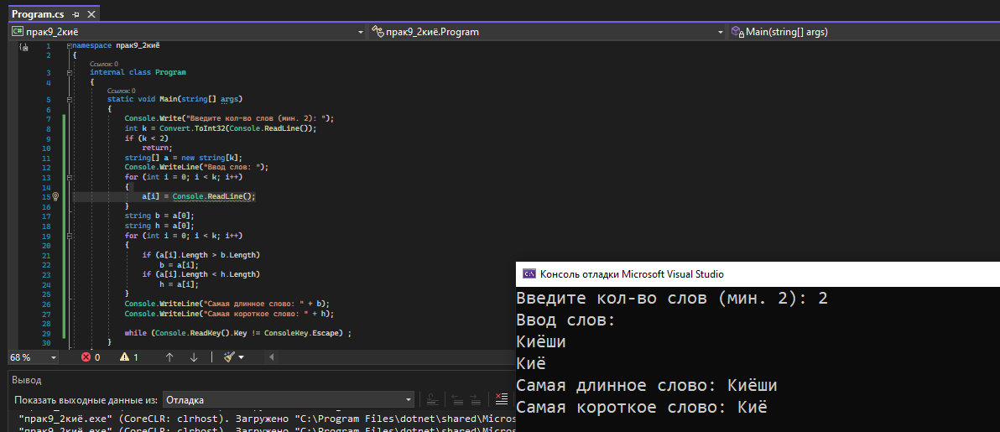 Program.cs
C# прак9_2киё
прак9_2киё.Program
Main(string[] args)
1 namespace прак9_2киё
2 {
Ссылок: 0
3 internal class Program
4 {
Ссылок: 0
5 static void Main(string[] args)
6 {
7 Console.Write("Введите кол-во слов (мин. 2): ");
8 int k = Convert.ToInt32(Console.ReadLine());
9 if (k < 2)
10 return;
11 string[] a = new string[k];
12 Console.WriteLine("Ввод слов: ");
13 for (int i = 0; i < k; i++)
14 {
15 a[i] = Console.ReadLine();
16 }
17 string b = a[0];
18 string h = a[0];
19 for (int i = 0; i < k; i++)
20 {
21 if (a[i].Length > b.Length)
22 b = a[i];
23 if (a[i].Length < h.Length)
24 h = a[i];
25 }
26 Console.WriteLine("Самая длинное слово: " + b);
27 Console.WriteLine("Самая короткое слово: " + h);
28
29 while (Console.ReadKey().Key != ConsoleKey.Escape) ;
30 }
68 %
0
1
Вывод
Показать выходные данные из: Отладка
"прак9_2киё.exe" (CoreCLR: clrhost). Загружено "C:\Program Files\dotnet\shared\Micros
"прак9_2киё.exe" (CoreCLR: clrhost). Загружено "C:\Program Files\dotnet\shared\Micros
C:\ Консоль отладки Microsoft Visual Studio
Введите кол-во слов (мин. 2): 2
Ввод слов:
Киёши
Киё
Самая длинное слово: Киёши
Самая короткое слово: Киё